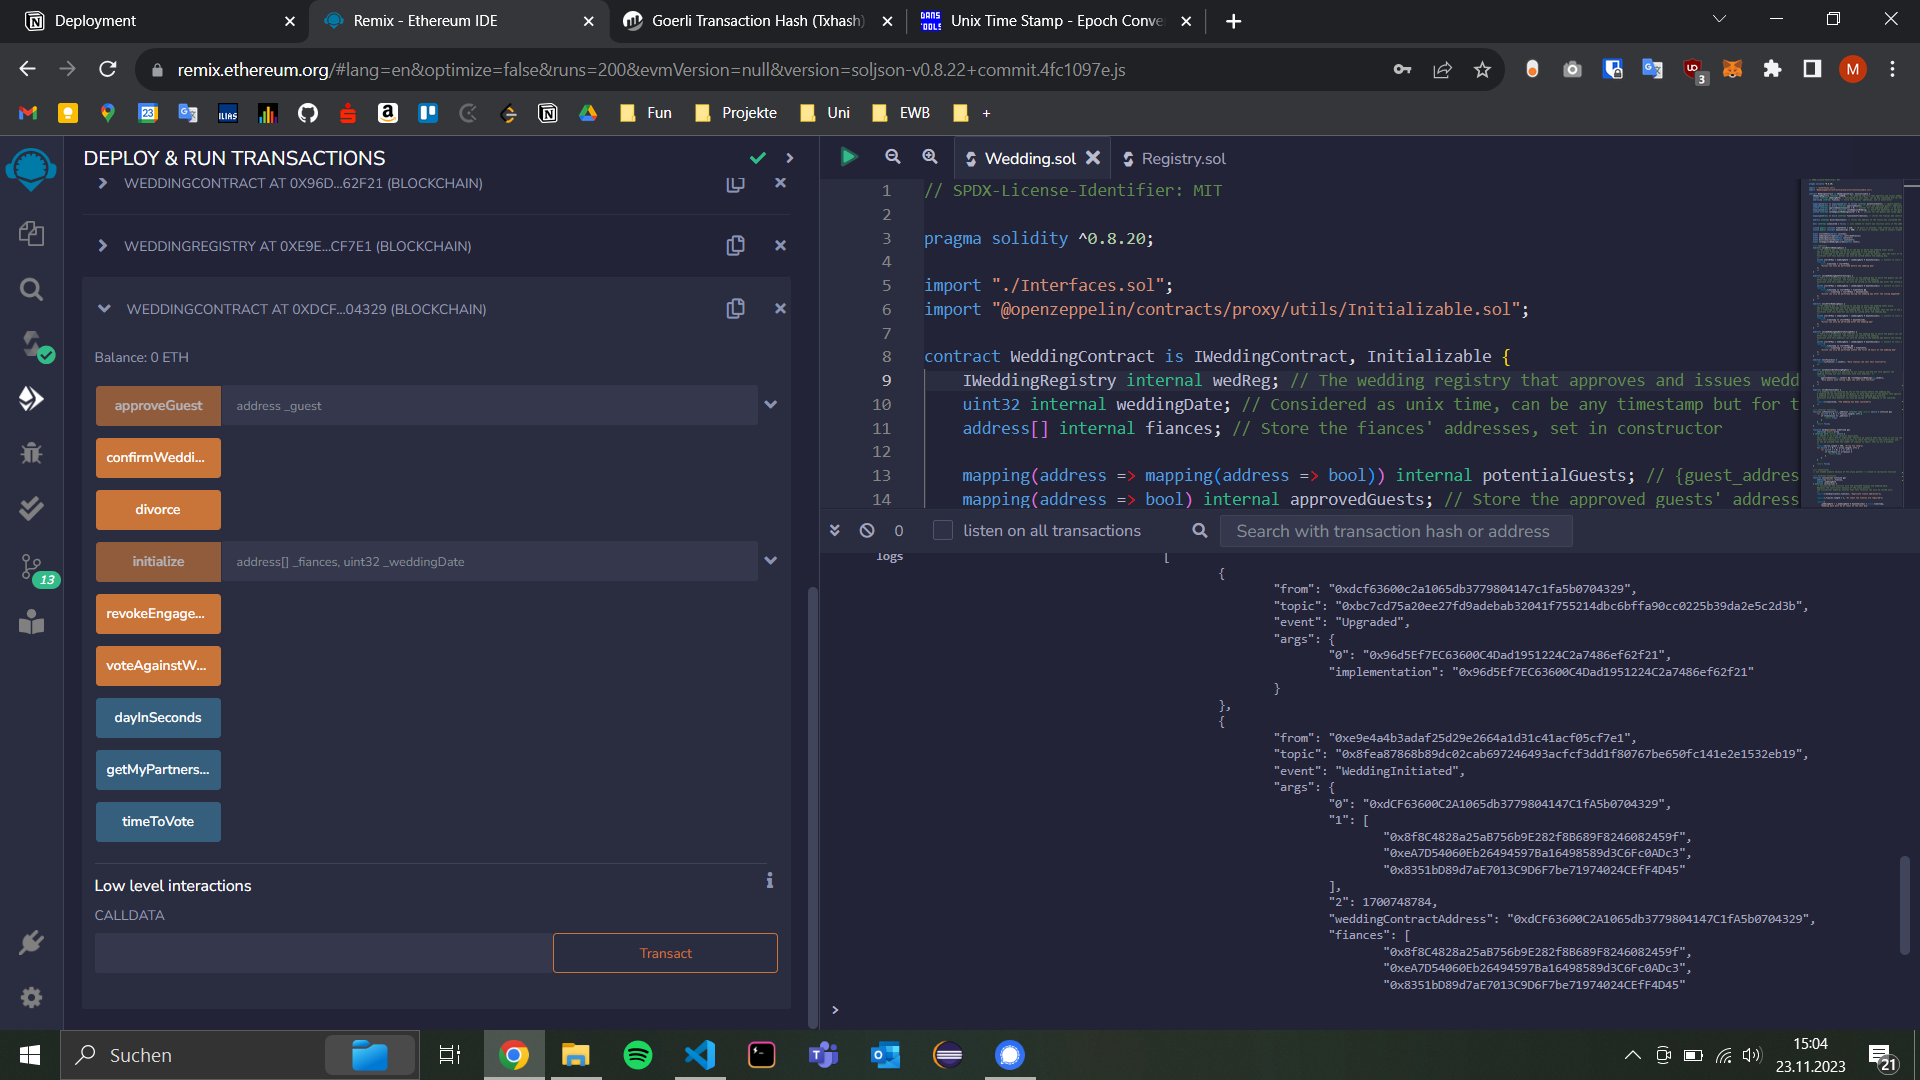 Deployment
Remix - Ethereum IDE
Goerli Transaction Hash (Txhash)
Unix Time Stamp - Epoch Conve
remix.ethereum.org/#lang=en&optimize=false&runs=200&evmVersion=null&version=soljson-v0.8.22+commit.4fc1097e.js
3
M
23
ILIAS
Fun
Projekte
Uni
EWB
+
DEPLOY & RUN TRANSACTIONS
WEDDINGCONTRACT AT 0X96D...62F21 (BLOCKCHAIN)
WEDDINGREGISTRY AT 0XE9E...CF7E1 (BLOCKCHAIN)
WEDDINGCONTRACT AT 0XDCF...04329 (BLOCKCHAIN)
Balance: 0 ETH
approveGuest
address _guest
confirmWeddi...
divorce
initialize
address[] _fiances, uint32 _weddingDate
revokeEngage...
voteAgainstW...
dayInSeconds
getMyPartners...
timeToVote
Low level interactions
CALLDATA
Transact
13
Wedding.sol
Registry.sol
1 // SPDX-License-Identifier: MIT
2
3 pragma solidity ^0.8.20;
4
5 import "./Interfaces.sol";
6 import "@openzeppelin/contracts/proxy/utils/Initializable.sol";
7
8 contract WeddingContract is IWeddingContract, Initializable {
9 IWeddingRegistry internal wedReg; // The wedding registry that approves and issues wedd
10 uint32 internal weddingDate; // Considered as unix time, can be any timestamp but for t
11 address[] internal fiances; // Store the fiances' addresses, set in constructor
12
13 mapping(address => mapping(address => bool)) internal potentialGuests; // {guest_addres
14 mapping(address => bool) internal approvedGuests; // Store the approved guests' address
0
listen on all transactions
Search with transaction hash or address
logs [
{
"from": "0xdcf63600c2a1065db3779804147c1fa5b0704329",
"topic": "0xbc7cd75a20ee27fd9adebab32041f755214dbc6bffa90cc0225b39da2e5c2d3b",
"event": "Upgraded",
"args": {
"0": "0x96d5Ef7EC63600C4Dad1951224C2a7486ef62f21",
"implementation": "0x96d5Ef7EC63600C4Dad1951224C2a7486ef62f21"
}
},
{
"from": "0xe9e4a4b3adaf25d29e2664a1d31c41acf05cf7e1",
"topic": "0x8fea87868b89dc02cab697246493acfcf3dd1f80767be650fc141e2e1532eb19",
"event": "WeddingInitiated",
"args": {
"0": "0xdCF63600C2A1065db3779804147C1fA5b0704329",
"1": [
"0x8f8C4828a25aB756b9E282f8B689F8246082459f",
"0xeA7D54060Eb26494597Ba16498589d3C6Fc0ADc3",
"0x8351bD89d7aE7013C9D6F7be71974024CEfF4D45"
],
"2": 1700748784,
"weddingContractAddress": "0xdCF63600C2A1065db3779804147C1fA5b0704329",
"fiances": [
"0x8f8C4828a25aB756b9E282f8B689F8246082459f",
"0xeA7D54060Eb26494597Ba16498589d3C6Fc0ADc3",
"0x8351bD89d7aE7013C9D6F7be71974024CEfF4D45"
>
Suchen
15:04
23.11.2023
21